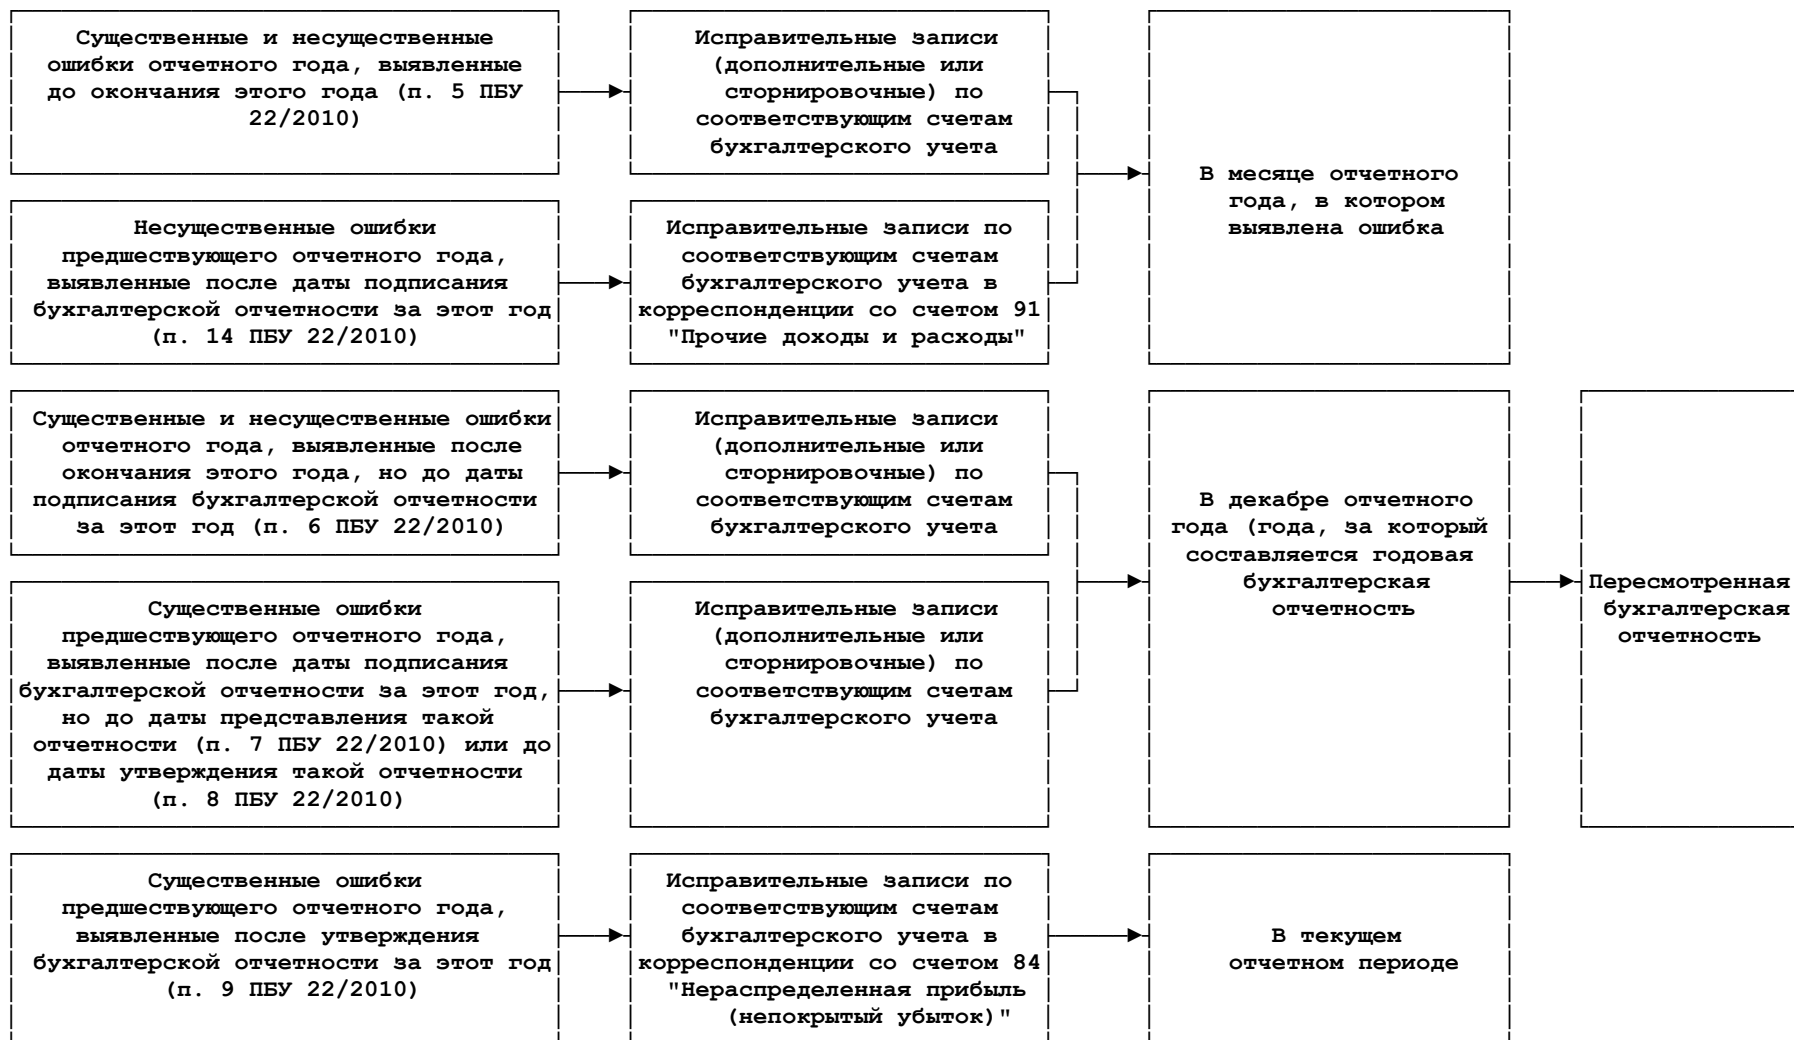 Существенные и несущественные
ошибки отчетного года, выявленные
до окончания этого года (п. 5 ПБУ
22/2010)
Исправительные записи
(дополнительные или
сторнировочные) по
соответствующим счетам
бухгалтерского учета
Несущественные ошибки
предшествующего отчетного года,
выявленные после даты подписания
бухгалтерской отчетности за этот год
(п. 14 ПБУ 22/2010)
Исправительные записи по
соответствующим счетам
бухгалтерского учета в
корреспонденции со счетом 91
"Прочие доходы и расходы"
В месяце отчетного
года, в котором
выявлена ошибка
Существенные и несущественные ошибки
отчетного года, выявленные после
окончания этого года, но до даты
подписания бухгалтерской отчетности
за этот год (п. 6 ПБУ 22/2010)
Исправительные записи
(дополнительные или
сторнировочные) по
соответствующим счетам
бухгалтерского учета
Существенные ошибки
предшествующего отчетного года,
выявленные после даты подписания
бухгалтерской отчетности за этот год,
но до даты представления такой
отчетности (п. 7 ПБУ 22/2010) или до
даты утверждения такой отчетности
(п. 8 ПБУ 22/2010)
Исправительные записи
(дополнительные или
сторнировочные) по
соответствующим счетам
бухгалтерского учета
В декабре отчетного
года (года, за который
составляется годовая
бухгалтерская
отчетность
Пересмотренная
бухгалтерская
отчетность
Существенные ошибки
предшествующего отчетного года,
выявленные после утверждения
бухгалтерской отчетности за этот год
(п. 9 ПБУ 22/2010)
Исправительные записи по
соответствующим счетам
бухгалтерского учета в
корреспонденции со счетом 84
"Нераспределенная прибыль
(непокрытый убыток)"
В текущем
отчетном периоде